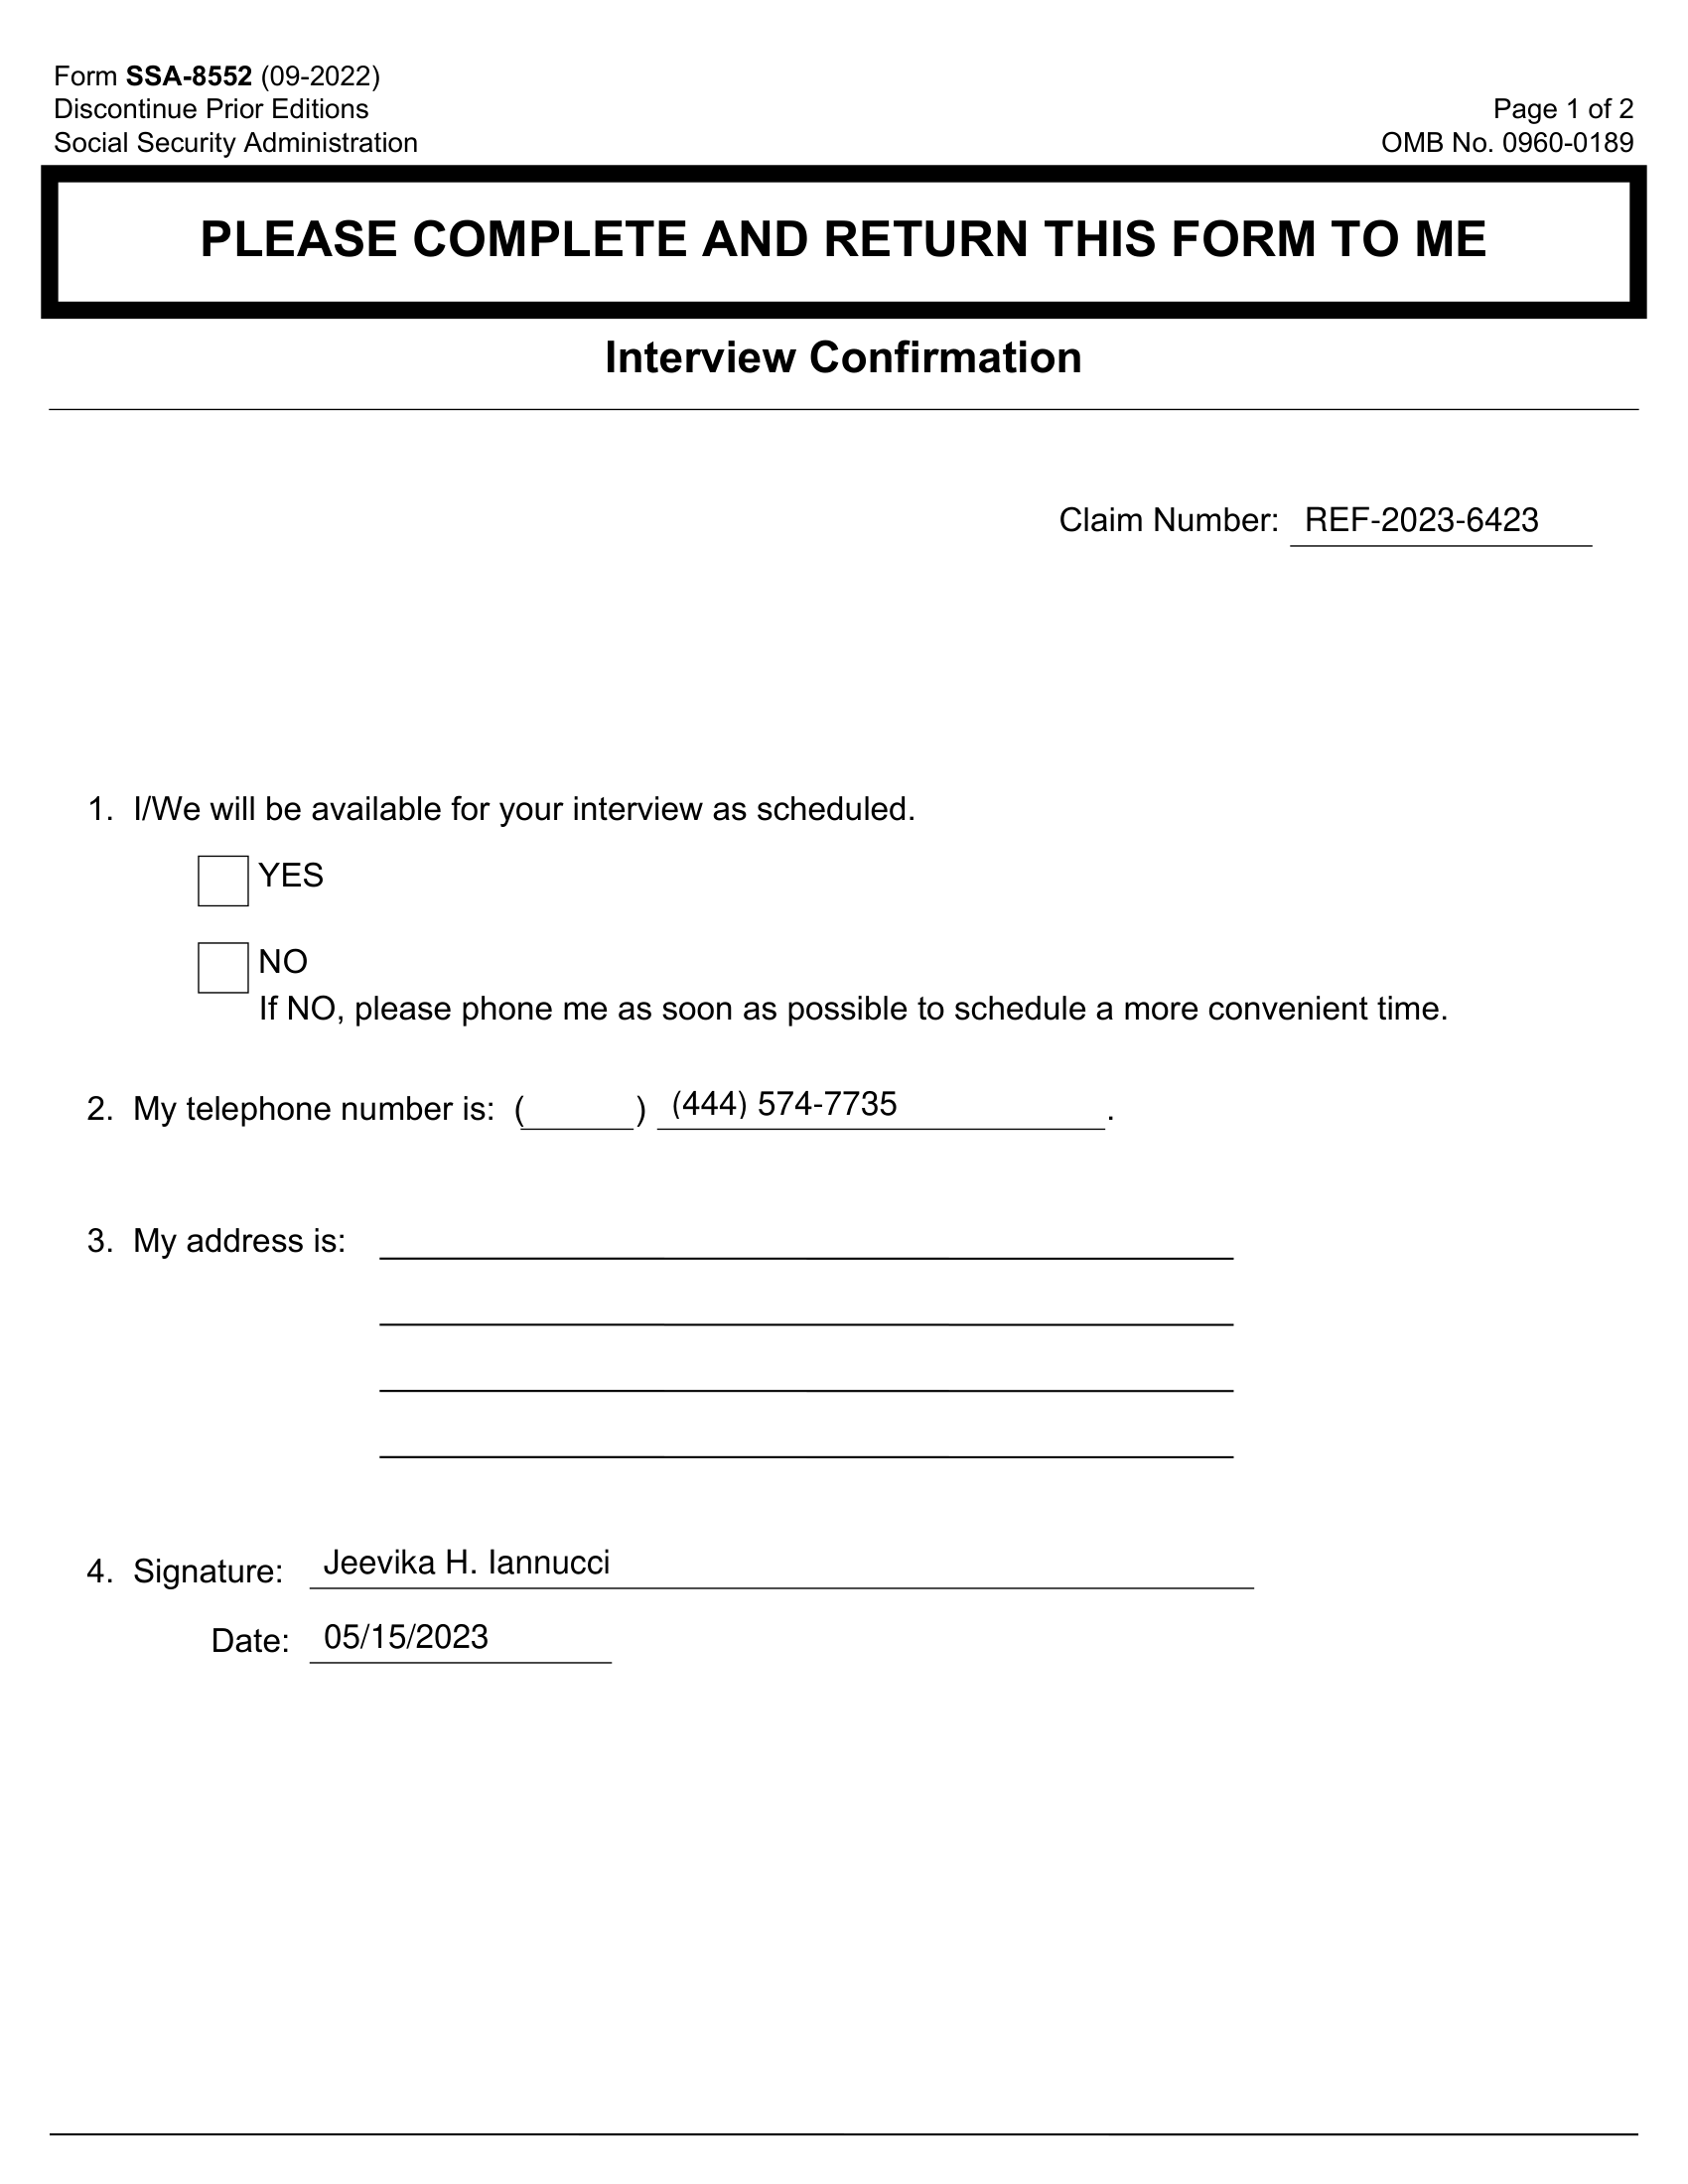 Form SSA-8552 (09-2022)
Discontinue Prior Editions
Social Security Administration
Page 1 of 2
OMB No. 0960-0189
PLEASE COMPLETE AND RETURN THIS FORM TO ME
Interview Confirmation
Claim Number: REF-2023-6423
1. I/We will be available for your interview as scheduled.
YES
NO
If NO, please phone me as soon as possible to schedule a more convenient time.
2. My telephone number is: ( ) (444) 574-7735 .
3. My address is:
4. Signature: Jeevika H. Iannucci
Date: 05/15/2023